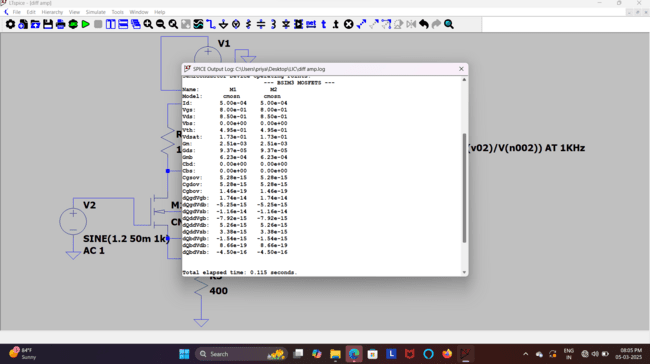 LTspice - [diff amp]
File Edit Hierarchy View Simulate Tools Window Help
V1
SPICE Output Log: C:\Users\priya\Desktop\LIC\diff amp.log
Semiconductor Device Operating Points:
--- BSIM3 MOSFETS ---
Name: M1 M2
Model: cmosn cmosn
Id: 5.00e-04 5.00e-04
Vgs: 8.00e-01 8.00e-01
Vds: 8.50e-01 8.50e-01
Vbs: 0.00e+00 0.00e+00
Vth: 4.95e-01 4.95e-01
Vdsat: 1.73e-01 1.73e-01
Gm: 2.51e-03 2.51e-03
Gds: 9.37e-05 9.37e-05
Gmb 6.23e-04 6.23e-04
Cbd: 0.00e+00 0.00e+00
Cbs: 0.00e+00 0.00e+00
Cgsov: 5.28e-15 5.28e-15
Cgdov: 5.28e-15 5.28e-15
Cgbov: 1.46e-19 1.46e-19
dQgdVgb: 1.74e-14 1.74e-14
dQgdVdb: -5.25e-15 -5.25e-15
dQgdVsb: -1.16e-14 -1.16e-14
dQddVgb: -7.92e-15 -7.92e-15
dQddVdb: 5.26e-15 5.26e-15
dQddVsb: 3.38e-15 3.38e-15
dQbdVgb: -1.54e-15 -1.54e-15
dQbdVdb: 8.66e-19 8.66e-19
dQbdVsb: -4.50e-16 -4.50e-16
Total elapsed time: 0.115 seconds.
R
1
(v02)/V(n002)) AT 1KHz
V2
M1
CM
SINE(1.2 50m 1k)
AC 1
400
84°F
Sunny
Search
ENG
IN
08:05 PM
05-03-2025